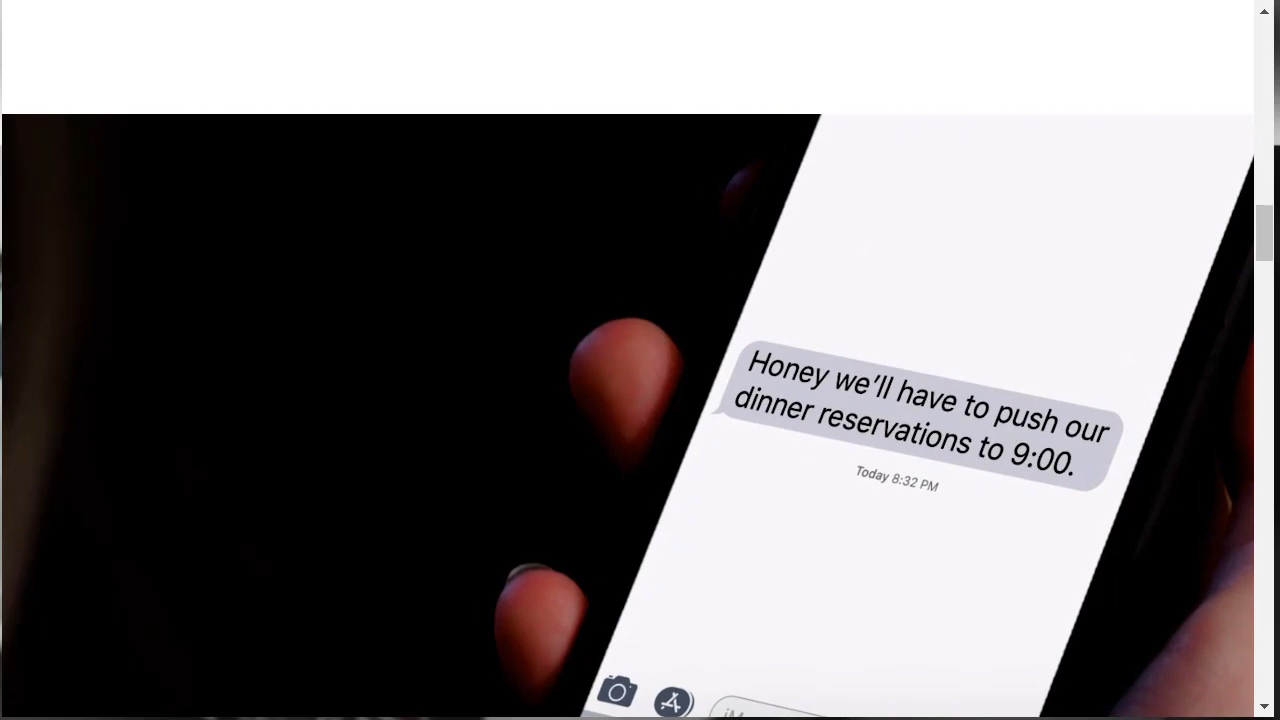 Honey we’ll have to push our
dinner reservations to 9:00.
Today 8:32 PM